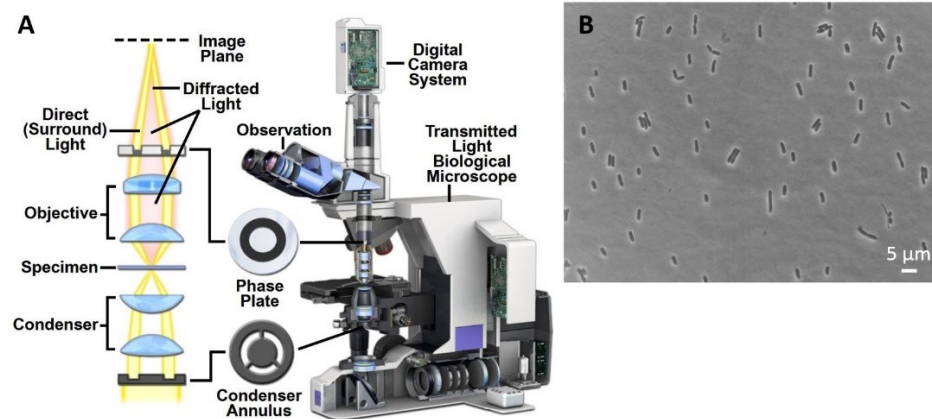 A
Image
Plane
Diffracted
Light
Direct
(Surround)
Light
Objective
Specimen
Condenser
Observation
Phase
Plate
Condenser
Annulus
Digital
Camera
System
Transmitted
Light
Biological
Microscope
B
5 μm